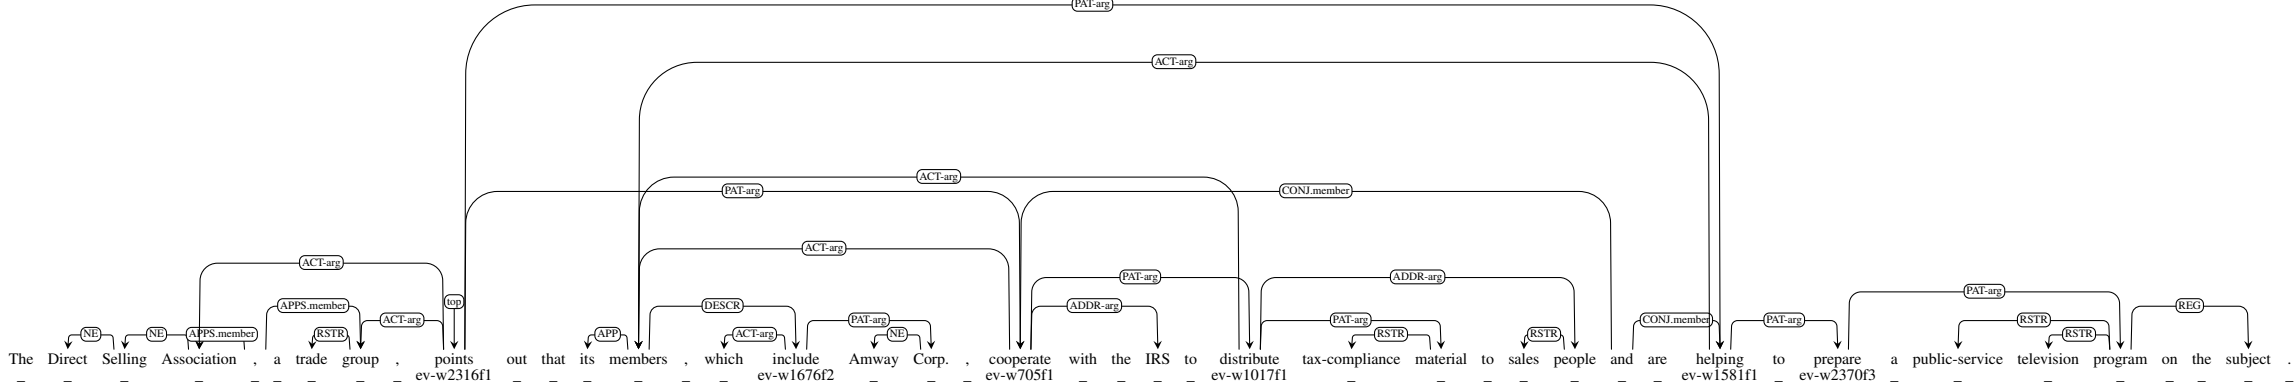 PAT-arg
ACT-arg
ACT-arg
PAT-arg CONJ.member
ACT-arg
ACT-arg
PAT-arg ADDR-arg
PAT-arg
top
APPS.member DESCR ADDR-arg REG
ACT-arg PAT-arg PAT-arg CONJ.member PAT-arg RSTR
NE NE APPS.member RSTR APP ACT-arg NE RSTR RSTR RSTR
The Direct Selling Association , a trade group , points out that its members , which include Amway Corp. , cooperate with the IRS to distribute tax-compliance material to sales people and are helping to prepare a public-service television program on the subject .
_ _ _ _ _ _ _ _ _ ev-w2316f1 _ _ _ _ _ _ ev-w1676f2 _ _ _ ev-w705f1 _ _ _ _ ev-w1017f1 _ _ _ _ _ _ _ ev-w1581f1 _ ev-w2370f3 _ _ _ _ _ _ _ _